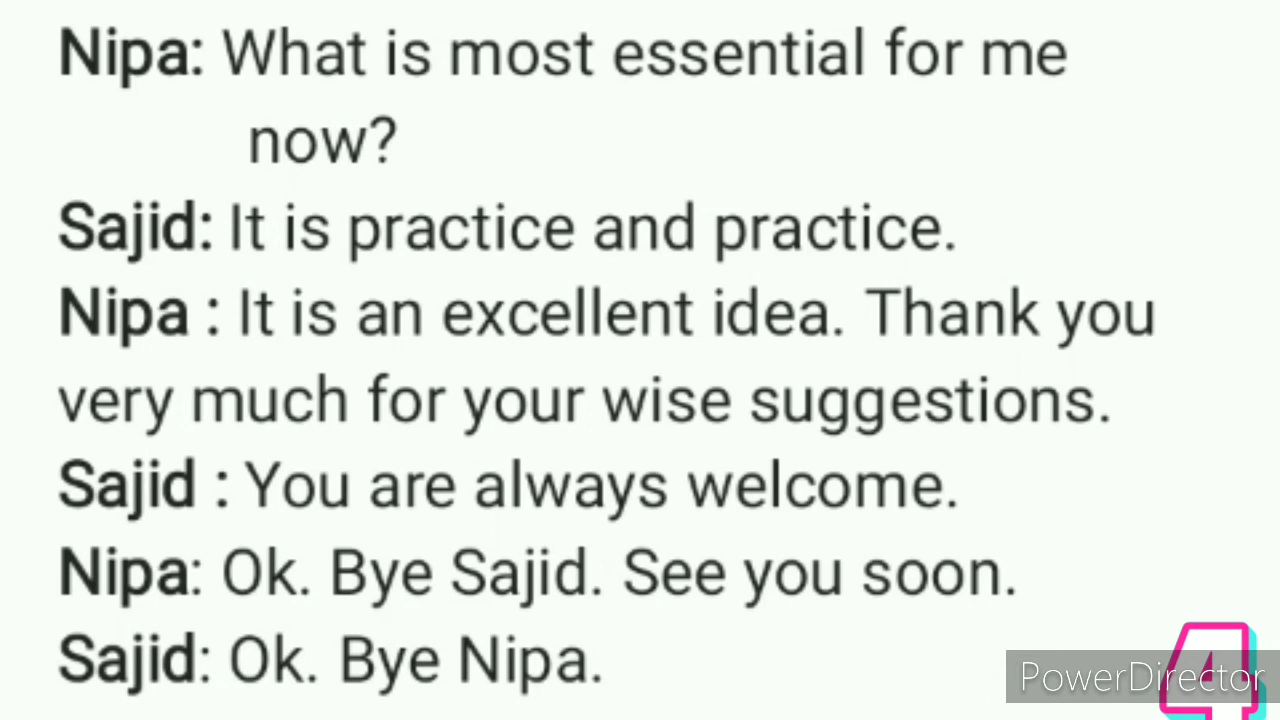 Nipa: What is most essential for me
now?
Sajid: It is practice and practice.
Nipa : It is an excellent idea. Thank you
very much for your wise suggestions.
Sajid : You are always welcome.
Nipa: Ok. Bye Sajid. See you soon.
Sajid: Ok. Bye Nipa.
4
PowerDirector